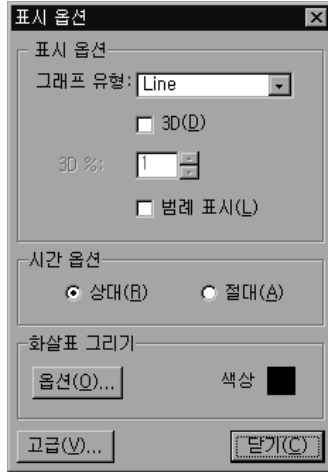 표시 옵션
표시 옵션
그래프 유형: Line
3D(D)
3D %: 1
범례 표시(L)
시간 옵션
상대(R) 절대(A)
화살표 그리기
옵션(O)... 색상
고급(V)... 닫기(C)